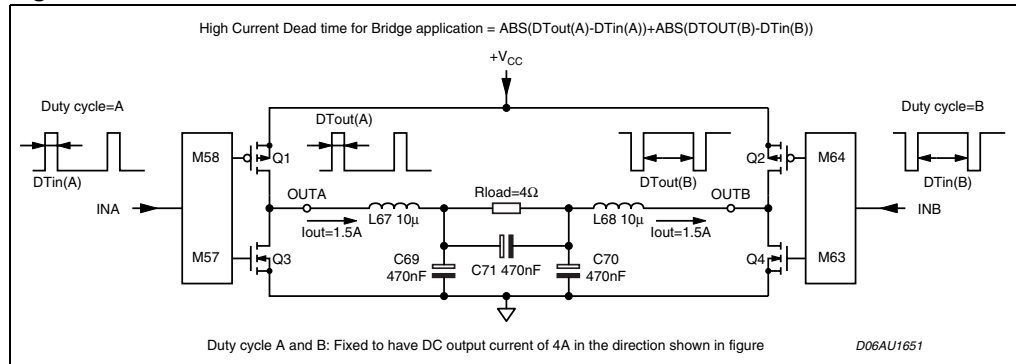 High Current Dead time for Bridge application = ABS(DTout(A)-DTin(A))+ABS(DTOUT(B)-DTin(B))
+VCC
Duty cycle=A
DTout(A)
Duty cycle=B
M58
Q1
Q2
M64
DTin(A)
DTout(B)
DTin(B)
Rload=4Ω
INA
OUTA
OUTB
INB
L67 10µ
L68 10µ
Iout=1.5A
Iout=1.5A
M57
Q3
C69
470nF
C71 470nF
C70
470nF
Q4
M63
Duty cycle A and B: Fixed to have DC output current of 4A in the direction shown in figure
D06AU1651